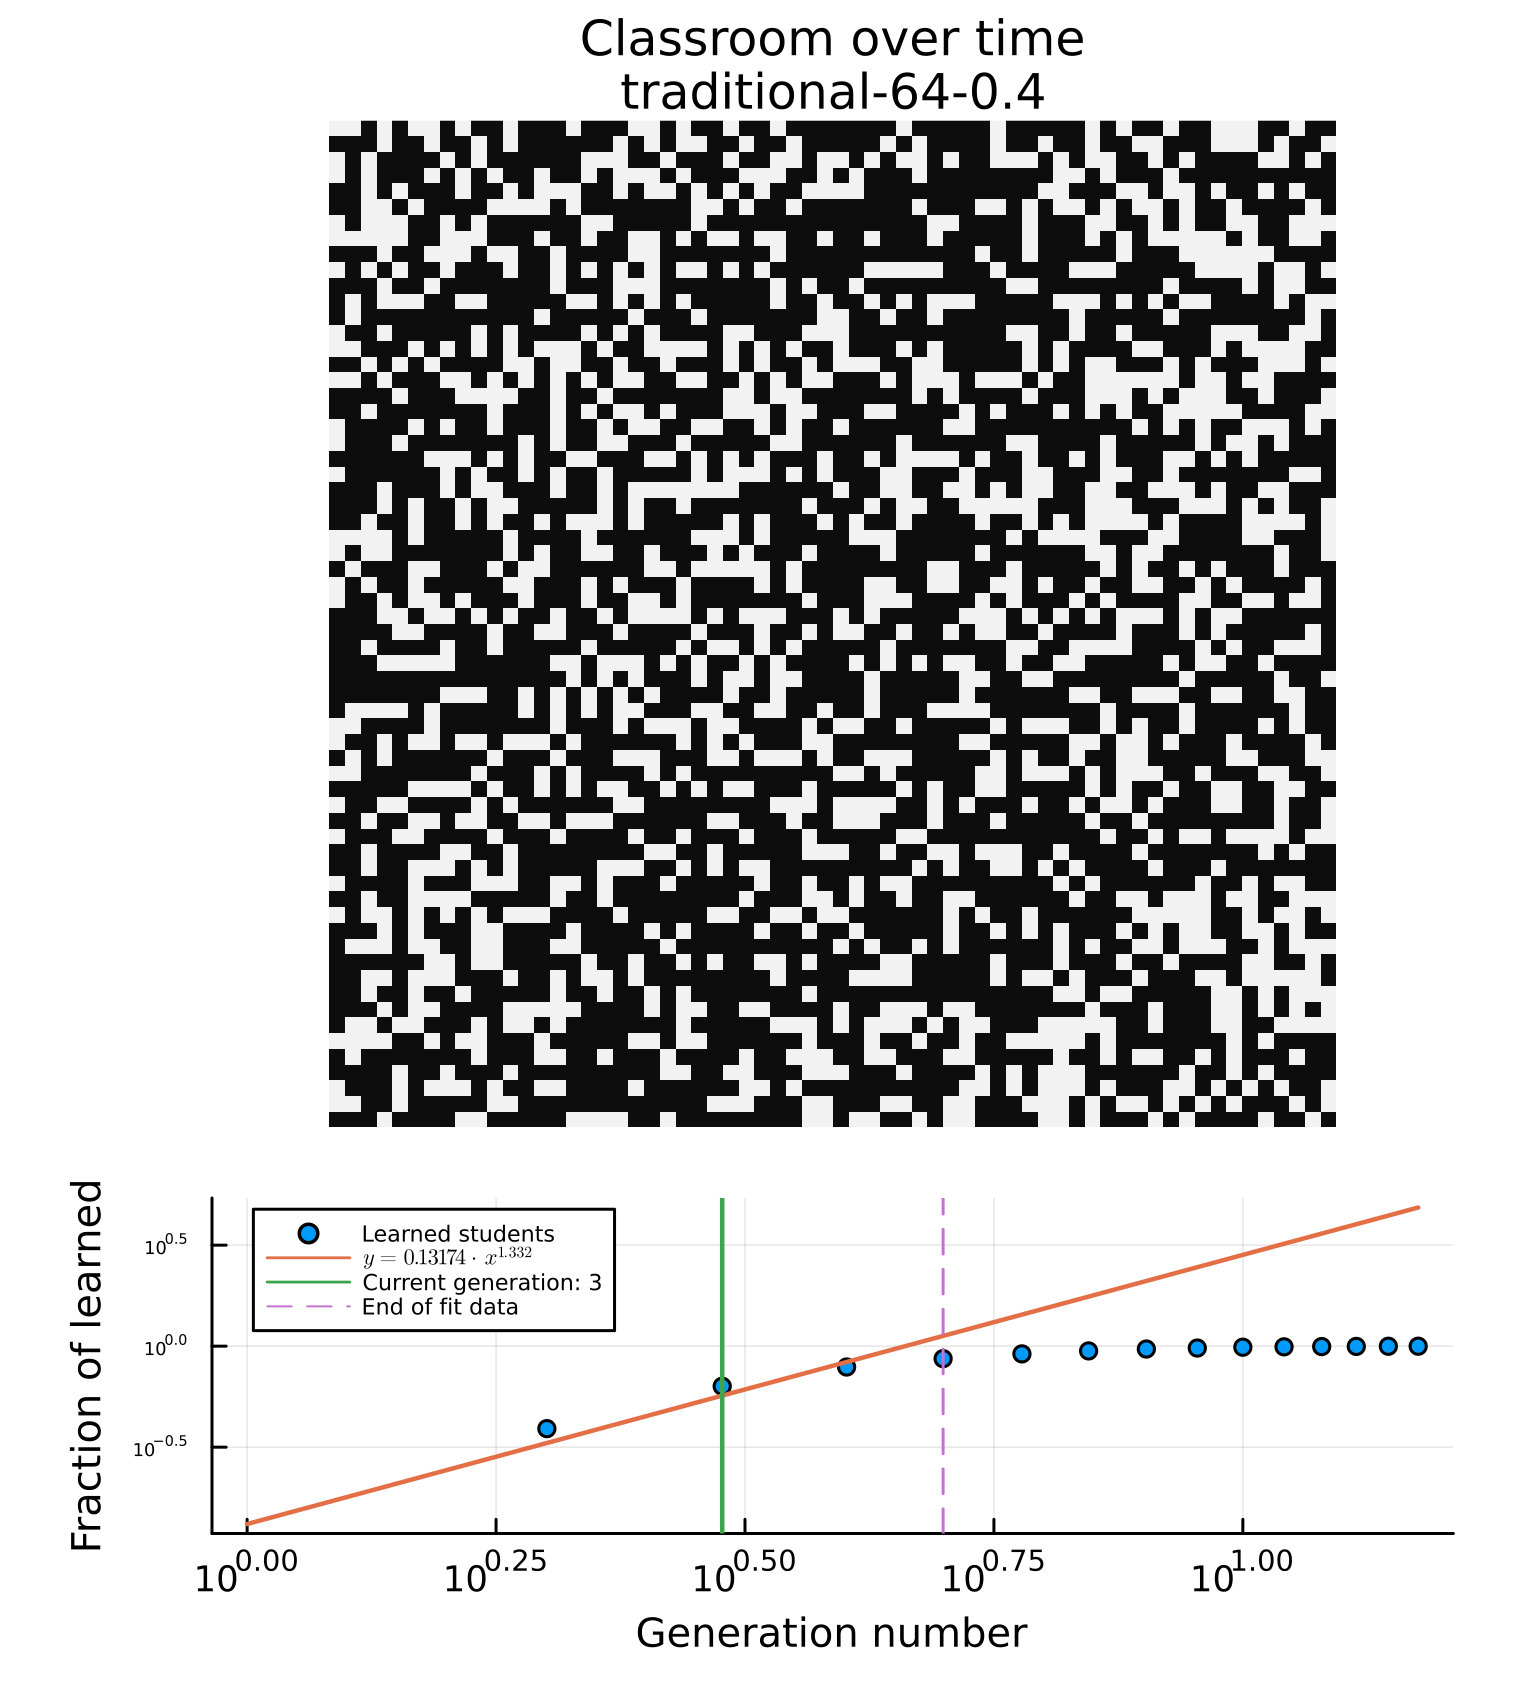 Classroom over time
traditional-64-0.4
Fraction of learned
10^0.5
10^0.0
10^−0.5
Learned students
y = 0.13174 · x^1.332
Current generation: 3
End of fit data
10^0.00 10^0.25 10^0.50 10^0.75 10^1.00
Generation number